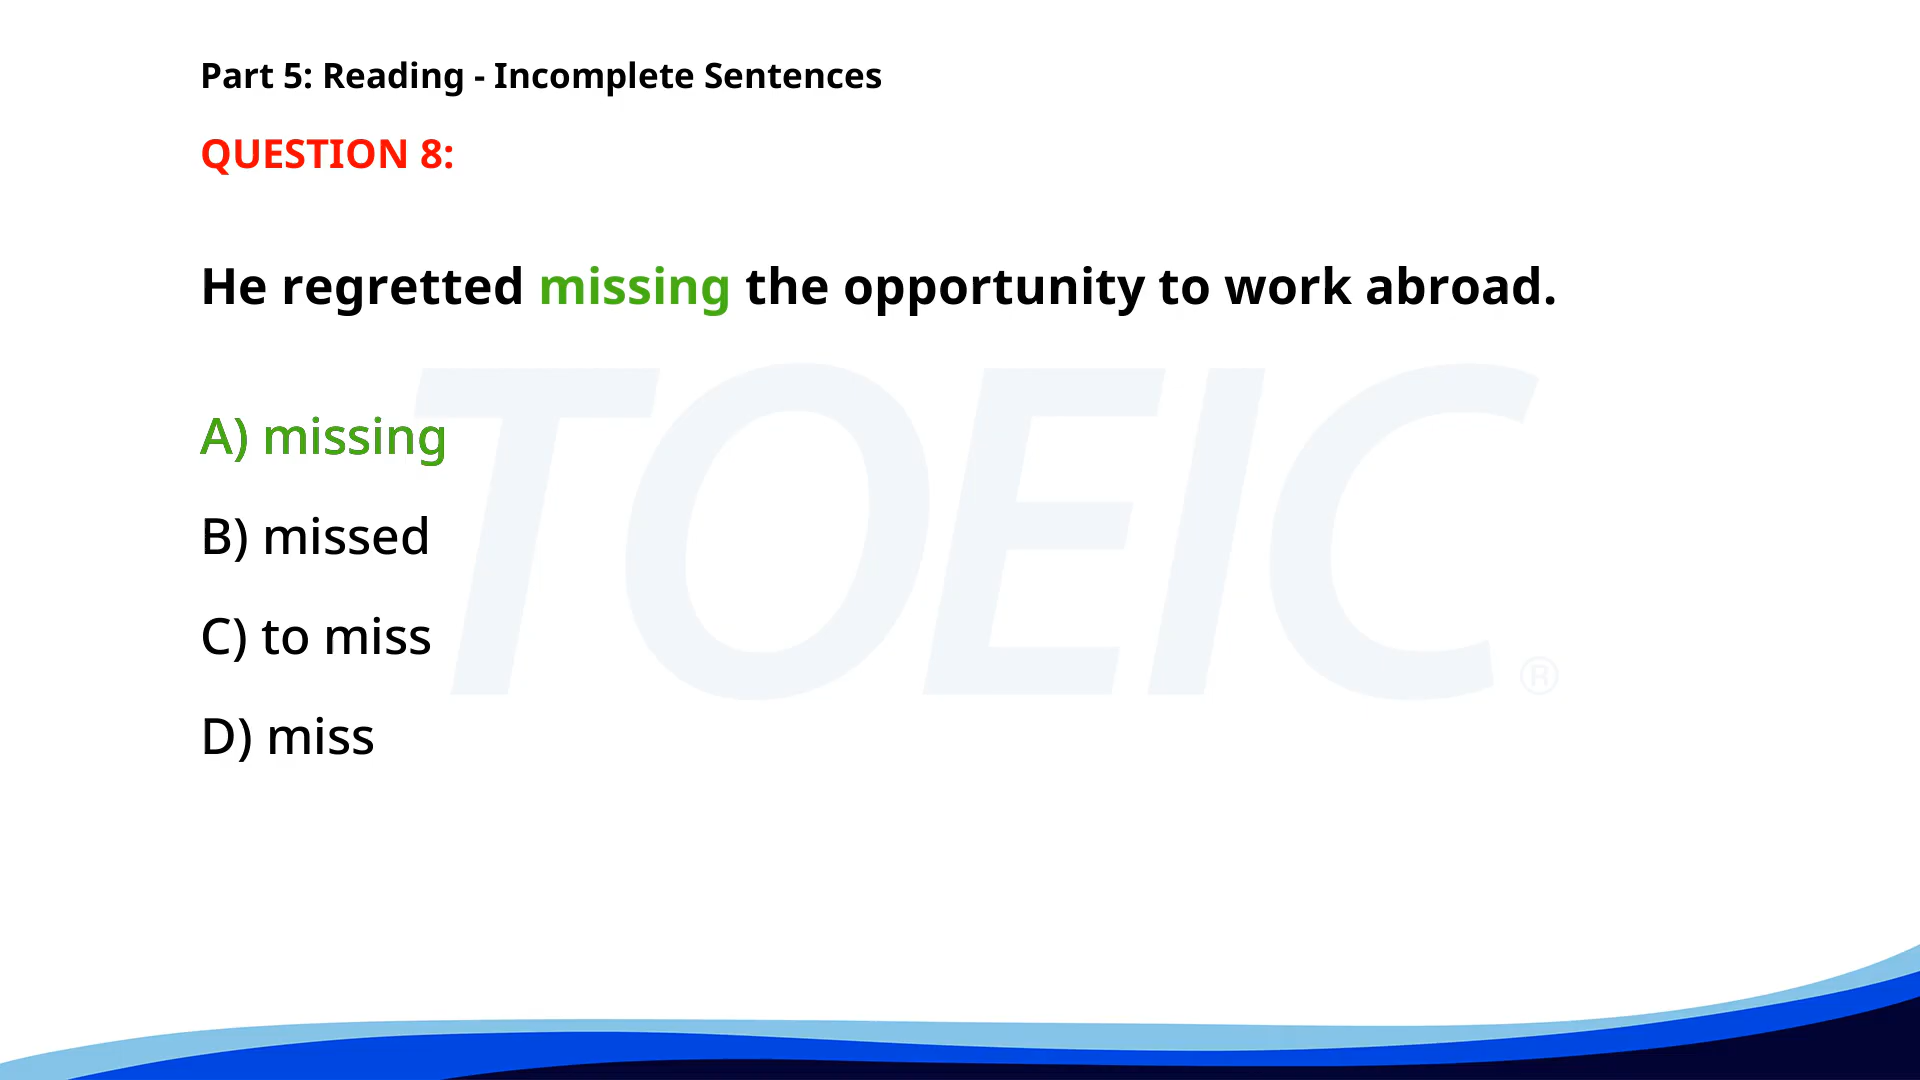 Part 5: Reading - Incomplete Sentences
QUESTION 8:
He regretted missing the opportunity to work abroad.
TOEIC®
A) missing
B) missed
C) to miss
D) miss